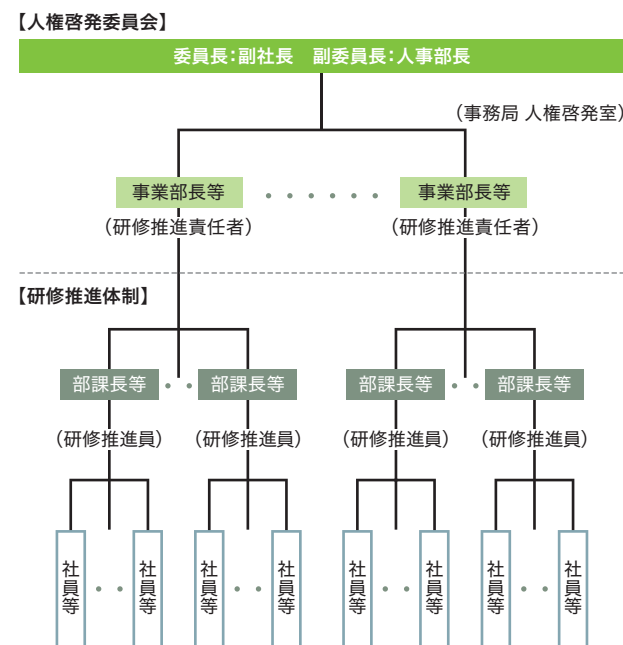 【人権啓発委員会】
委員長：副社長　副委員長：人事部長
（事務局 人権啓発室）
事業部長等 ・・・・・・ 事業部長等
（研修推進責任者） （研修推進責任者）
【研修推進体制】
部課長等 ・・ 部課長等 部課長等 ・・ 部課長等
（研修推進員） （研修推進員） （研修推進員） （研修推進員）
社員等 ・・ 社員等 社員等 ・・ 社員等 社員等 ・・ 社員等 社員等 ・・ 社員等